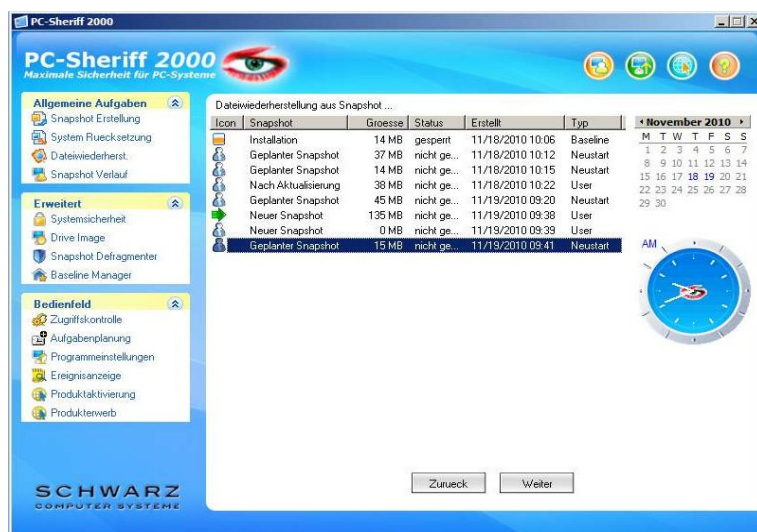 PC-Sheriff 2000
PC-Sheriff 2000
Maximale Sicherheit für PC-Systeme
Allgemeine Aufgaben
Snapshot Erstellung
System Ruecksetzung
Dateiwiederherst.
Snapshot Verlauf
Erweitert
Systemsicherheit
Drive Image
Snapshot Defragmenter
Baseline Manager
Bedienfeld
Zugriffskontrolle
Aufgabenplanung
Programmeinstellungen
Ereignisanzeige
Produktaktivierung
Produkterwerb
SCHWARZ
COMPUTER SYSTEME
Dateiwiederherstellung aus Snapshot ...
Icon Snapshot Groesse Status Erstellt Typ
Installation 14 MB gesperrt 11/18/2010 10:06 Baseline
Geplanter Snapshot 37 MB nicht ge... 11/18/2010 10:12 Neustart
Geplanter Snapshot 14 MB nicht ge... 11/18/2010 10:15 Neustart
Nach Aktualisierung 38 MB nicht ge... 11/18/2010 10:22 User
Geplanter Snapshot 45 MB nicht ge... 11/19/2010 09:20 Neustart
Neuer Snapshot 135 MB nicht ge... 11/19/2010 09:38 User
Neuer Snapshot 0 MB nicht ge... 11/19/2010 09:39 User
Geplanter Snapshot 15 MB nicht ge... 11/19/2010 09:41 Neustart
Zurueck Weiter
November 2010
M T W T F S S
1 2 3 4 5 6 7
8 9 10 11 12 13 14
15 16 17 18 19 20 21
22 23 24 25 26 27 28
29 30
AM